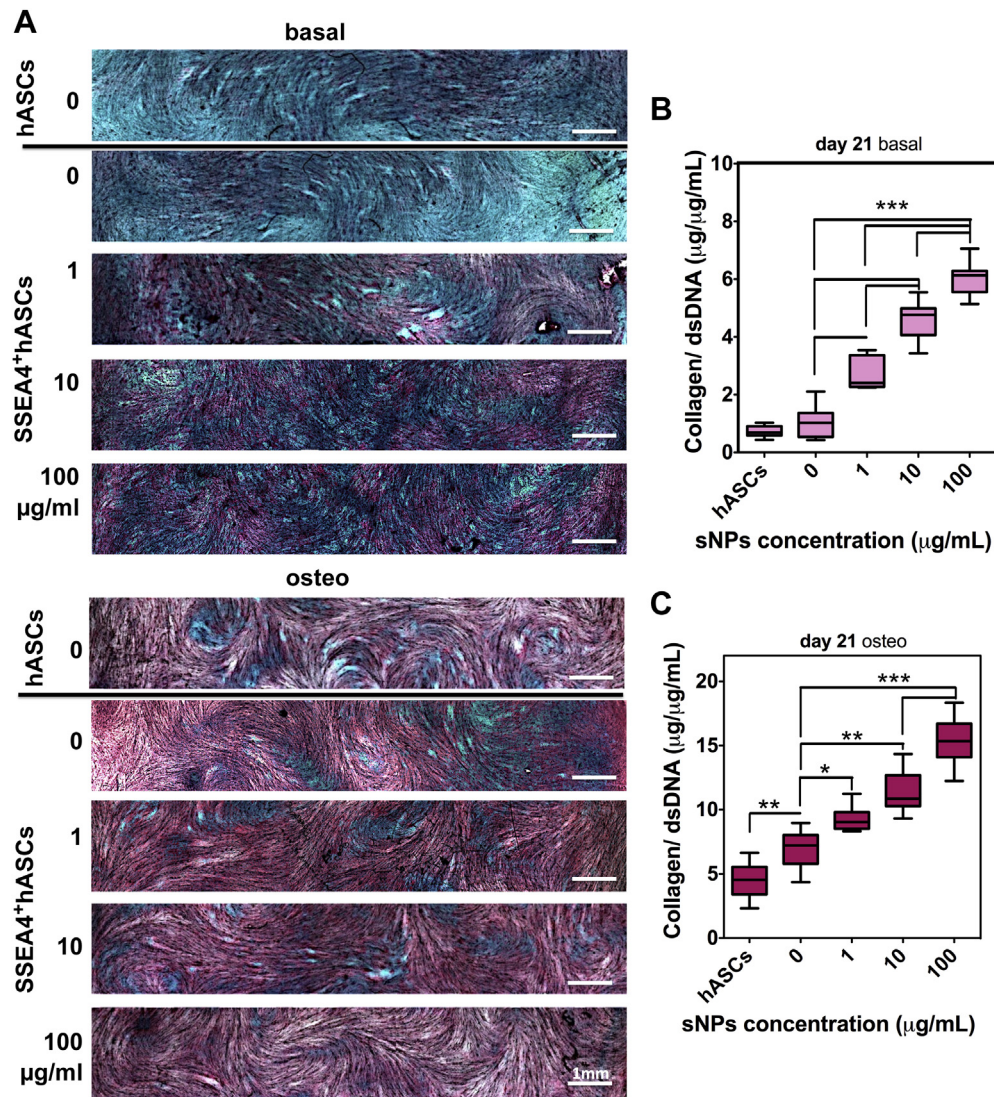 A
basal
hASCs
0
0
1
SSEA4⁺hASCs
10
100
µg/ml
osteo
hASCs
0
0
1
SSEA4⁺hASCs
10
100
µg/ml
1mm
B
day 21 basal
Collagen/ dsDNA (µg/µg/mL)
10
8
6
4
2
0
***
hASCs
0
1
10
100
sNPs concentration (µg/mL)
C
day 21 osteo
Collagen/ dsDNA (µg/µg/mL)
20
15
10
5
0
***
**
*
**
hASCs
0
1
10
100
sNPs concentration (µg/mL)